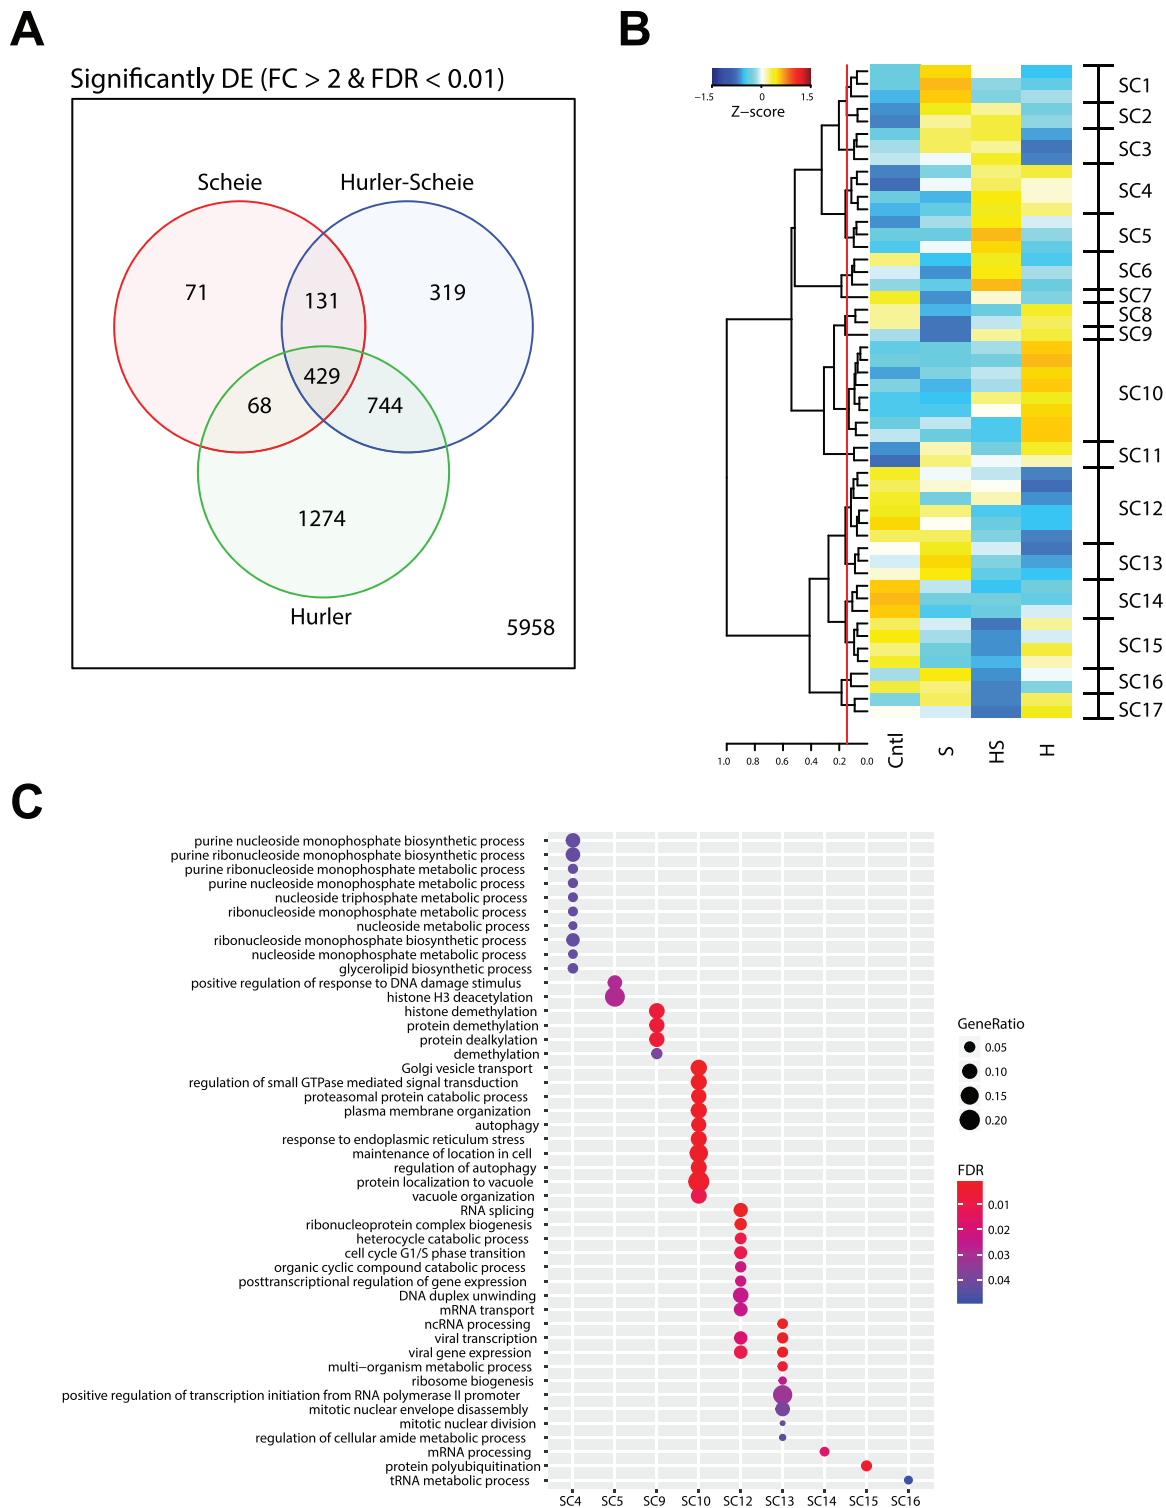 A
Significantly DE (FC > 2 & FDR < 0.01)
Scheie
Hurler-Scheie
71
131
319
429
68
744
1274
Hurler
5958
B
−1.5 0 1.5
Z−score
SC1
SC2
SC3
SC4
SC5
SC6
SC7
SC8
SC9
SC10
SC11
SC12
SC13
SC14
SC15
SC16
SC17
1.0 0.8 0.6 0.4 0.2 0.0
Cntl S HS H
C
purine nucleoside monophosphate biosynthetic process
purine ribonucleoside monophosphate biosynthetic process
purine ribonucleoside monophosphate metabolic process
purine nucleoside monophosphate metabolic process
nucleoside triphosphate metabolic process
ribonucleoside monophosphate metabolic process
nucleoside metabolic process
ribonucleoside monophosphate biosynthetic process
nucleoside monophosphate metabolic process
glycerolipid biosynthetic process
positive regulation of response to DNA damage stimulus
histone H3 deacetylation
histone demethylation
protein demethylation
protein dealkylation
demethylation
Golgi vesicle transport
regulation of small GTPase mediated signal transduction
proteasomal protein catabolic process
plasma membrane organization
autophagy
response to endoplasmic reticulum stress
maintenance of location in cell
regulation of autophagy
protein localization to vacuole
vacuole organization
RNA splicing
ribonucleoprotein complex biogenesis
heterocycle catabolic process
cell cycle G1/S phase transition
organic cyclic compound catabolic process
posttranscriptional regulation of gene expression
DNA duplex unwinding
mRNA transport
ncRNA processing
viral transcription
viral gene expression
multi−organism metabolic process
ribosome biogenesis
positive regulation of transcription initiation from RNA polymerase II promoter
mitotic nuclear envelope disassembly
mitotic nuclear division
regulation of cellular amide metabolic process
mRNA processing
protein polyubiquitination
tRNA metabolic process
SC4 SC5 SC9 SC10 SC12 SC13 SC14 SC15 SC16
GeneRatio
0.05
0.10
0.15
0.20
FDR
0.01
0.02
0.03
0.04